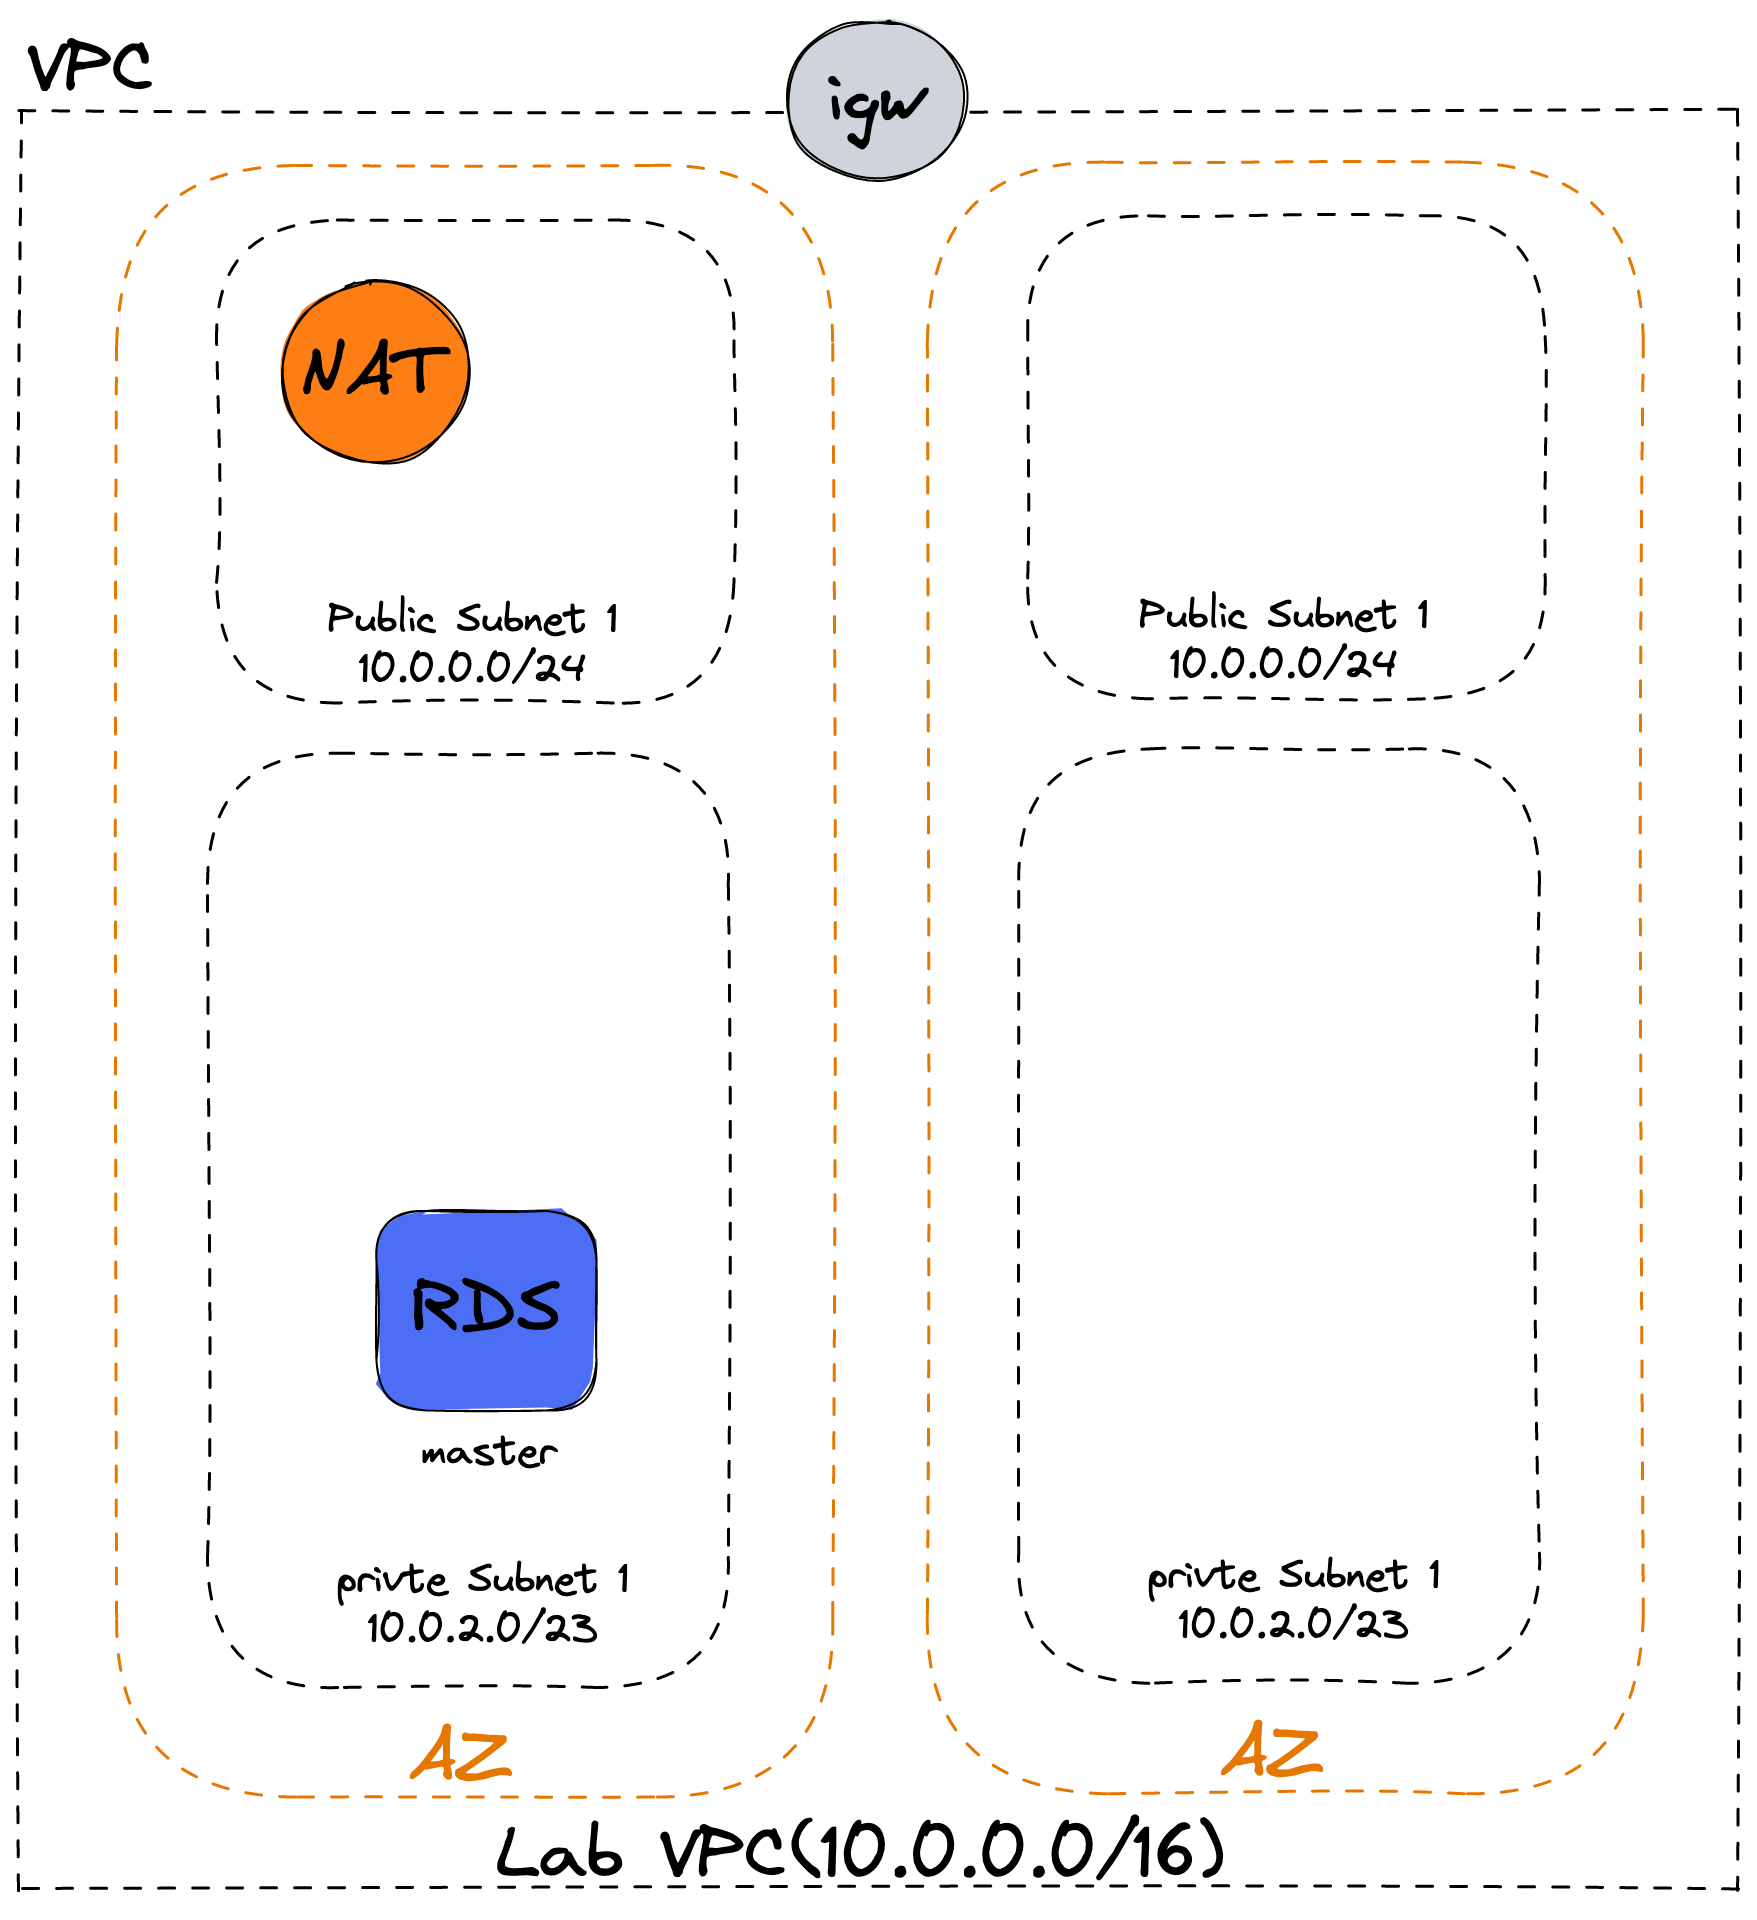 VPC
igw
NAT
Public Subnet 1
10.0.0.0/24
Public Subnet 1
10.0.0.0/24
RDS
master
privte Subnet 1
10.0.2.0/23
privte Subnet 1
10.0.2.0/23
AZ
AZ
Lab VPC(10.0.0.0/16)